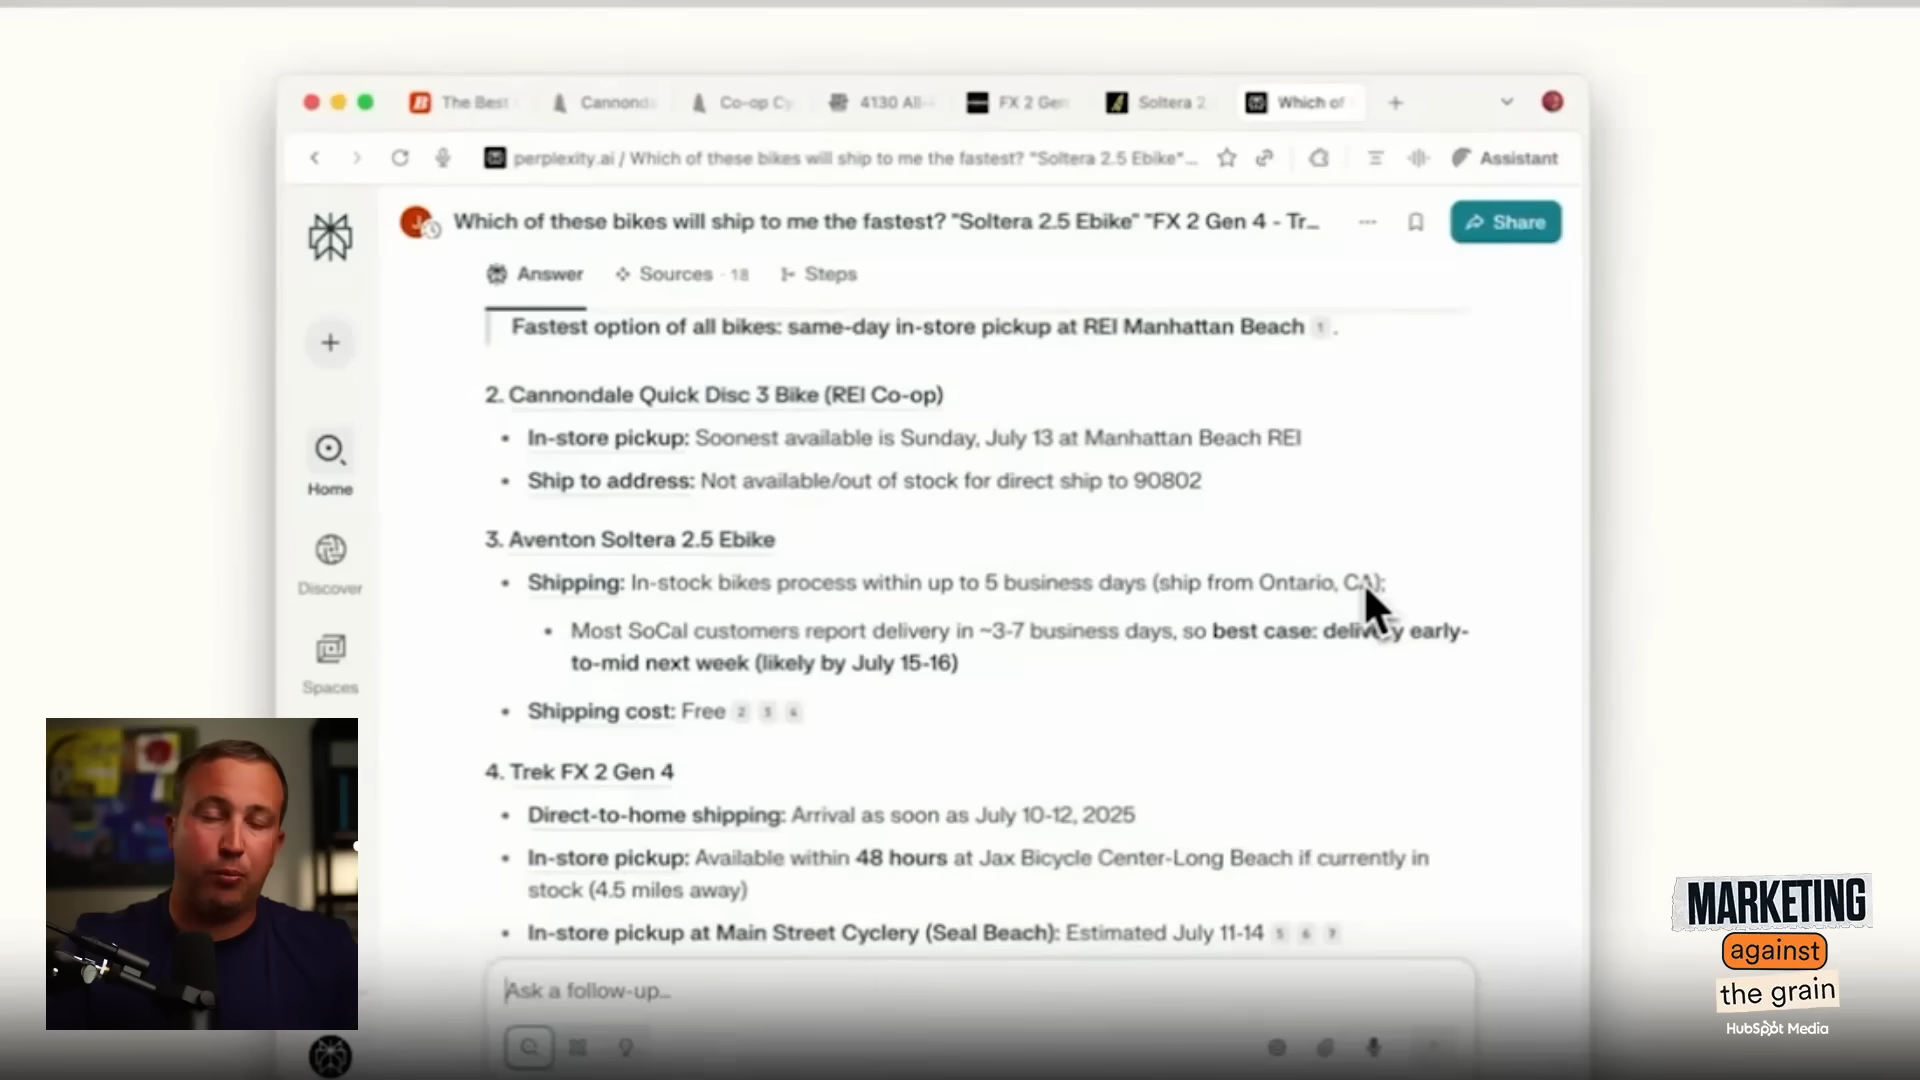 The Best
Cannond
Co-op Cy
4130 All-
FX 2 Gen
Soltera 2
Which of
perplexity.ai / Which of these bikes will ship to me the fastest? "Soltera 2.5 Ebike"...
Assistant
Which of these bikes will ship to me the fastest? "Soltera 2.5 Ebike" "FX 2 Gen 4 - Tr...
Share
Answer
Sources · 18
Steps
Fastest option of all bikes: same-day in-store pickup at REI Manhattan Beach 1 .
2. Cannondale Quick Disc 3 Bike (REI Co-op)
• In-store pickup: Soonest available is Sunday, July 13 at Manhattan Beach REI
• Ship to address: Not available/out of stock for direct ship to 90802
3. Aventon Soltera 2.5 Ebike
• Shipping: In-stock bikes process within up to 5 business days (ship from Ontario, CA);
• Most SoCal customers report delivery in ~3-7 business days, so best case: delivery early-
to-mid next week (likely by July 15-16)
• Shipping cost: Free 2 3 4
4. Trek FX 2 Gen 4
• Direct-to-home shipping: Arrival as soon as July 10-12, 2025
• In-store pickup: Available within 48 hours at Jax Bicycle Center-Long Beach if currently in
stock (4.5 miles away)
• In-store pickup at Main Street Cyclery (Seal Beach): Estimated July 11-14 5 6 7
Ask a follow-up...
Home
Discover
Spaces
MARKETING
against
the grain
HubSpot Media